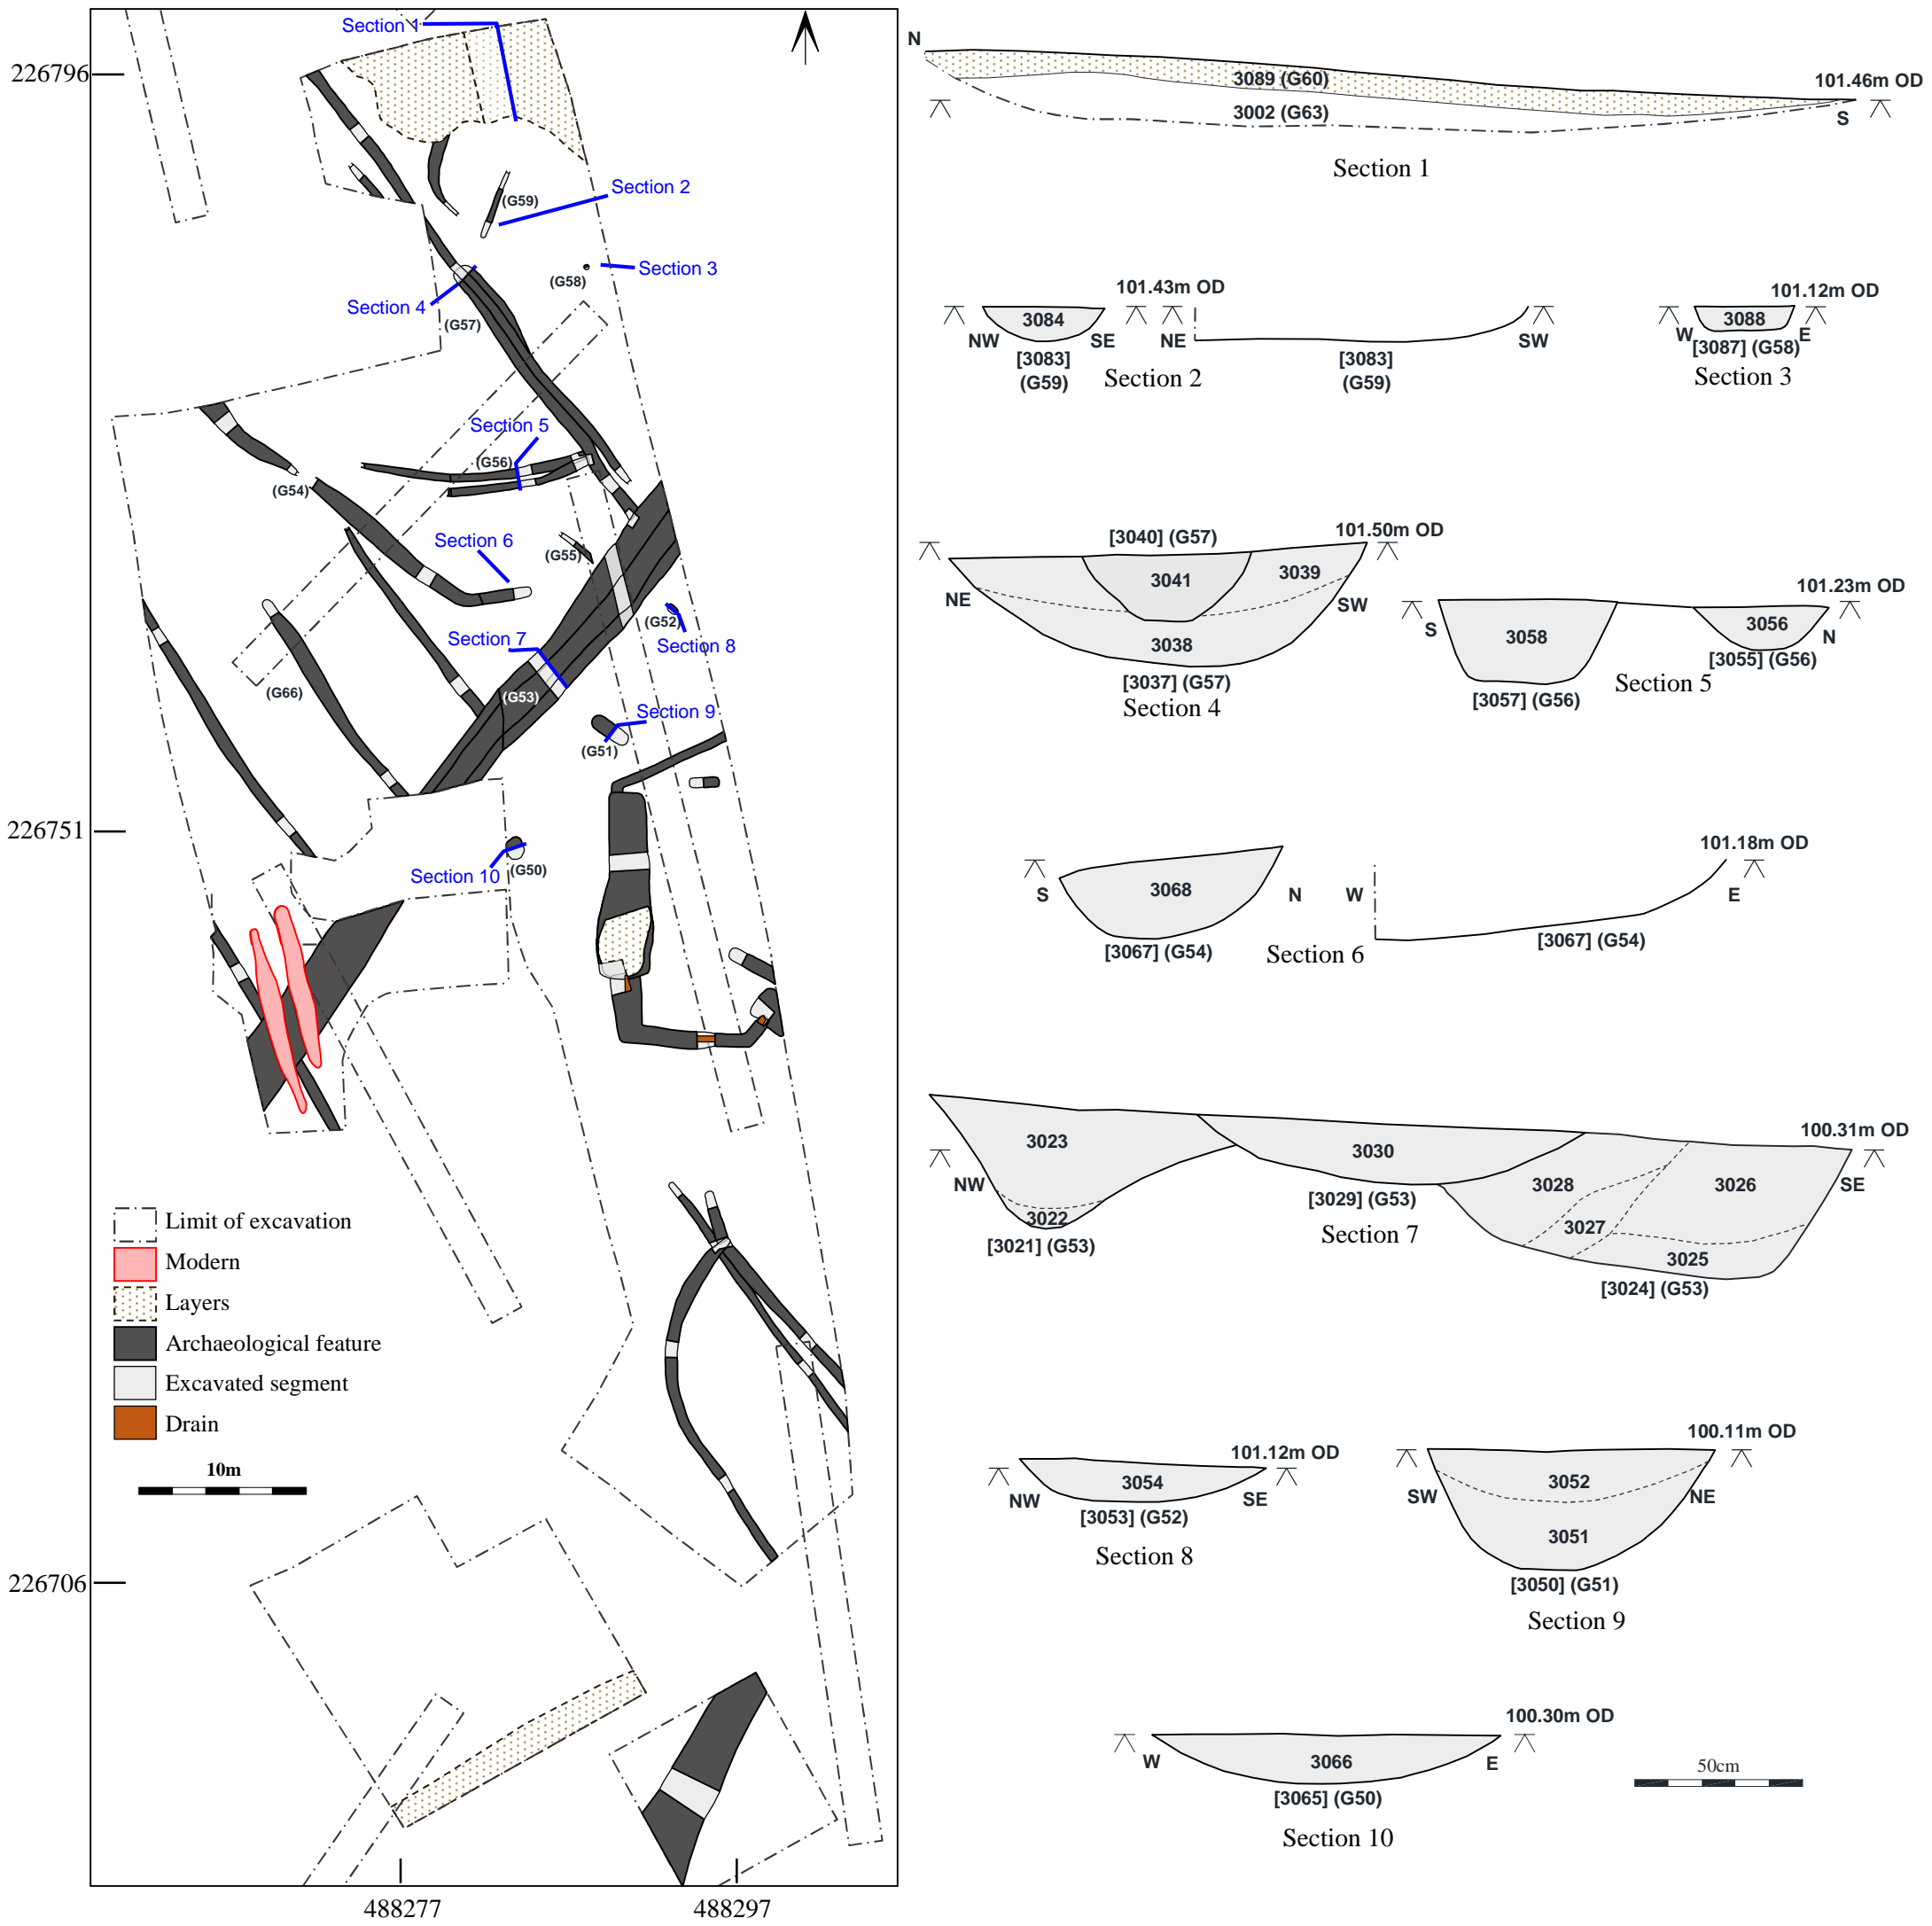 Section 1
226796
Section 2
(G59)
Section 3
(G58)
Section 4
(G57)
Section 5
(G56)
(G54)
Section 6
(G55)
(G52)
Section 8
Section 7
(G66)
(G53)
Section 9
(G51)
226751
Section 10
(G50)
Limit of excavation
Modern
Layers
Archaeological feature
Excavated segment
Drain
10m
226706
488277
488297
N
3089 (G60)
101.46m OD
3002 (G63)
S
Section 1
101.43m OD
3084
NW
SE
[3083]
(G59)
Section 2
NE
SW
[3083]
(G59)
101.12m OD
3088
W
E
[3087] (G58)
Section 3
[3040] (G57)
101.50m OD
3041
3039
NE
SW
3038
[3037] (G57)
Section 4
101.23m OD
S
3058
3056
N
[3055] (G56)
[3057] (G56)
Section 5
101.18m OD
S
3068
N
W
E
[3067] (G54)
[3067] (G54)
Section 6
100.31m OD
3023
3030
NW
3028
3026
SE
3022
[3029] (G53)
3027
[3021] (G53)
Section 7
3025
[3024] (G53)
101.12m OD
3054
NW
SE
[3053] (G52)
Section 8
100.11m OD
3052
SW
NE
3051
[3050] (G51)
Section 9
100.30m OD
W
3066
E
[3065] (G50)
Section 10
50cm